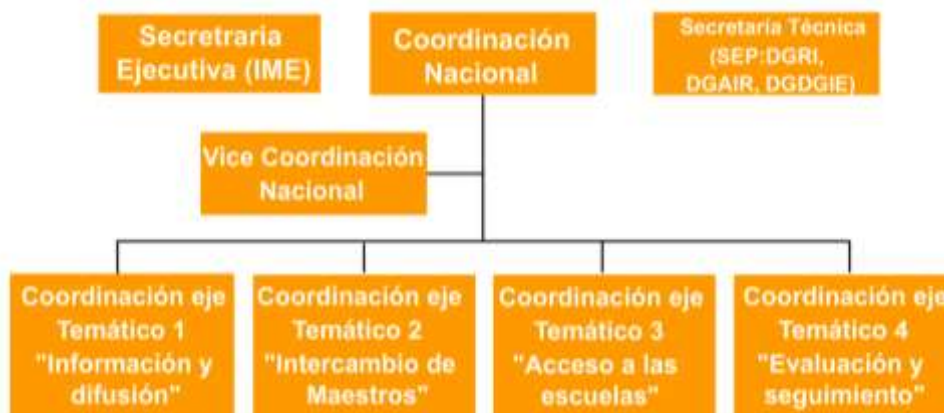 Secretraria
Ejecutiva (IME)
Coordinación
Nacional
Secretaría Técnica
(SEP:DGRI,
DGAIR, DGDGIE)
Vice Coordinación
Nacional
Coordinación eje
Temático 1
"Información y
difusión"
Coordinación eje
Temático 2
"Intercambio de
Maestros"
Coordinación eje
Temático 3
"Acceso a las
escuelas"
Coordinación eje
Temático 4
"Evaluación y
seguimiento"